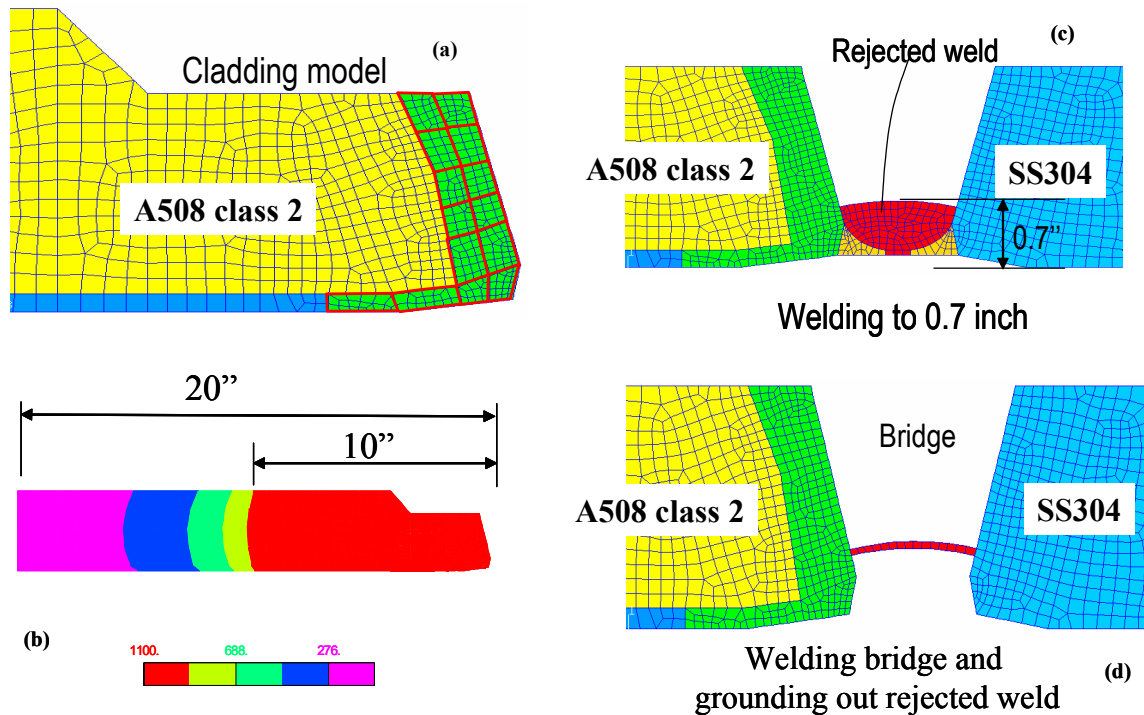 (a)
Cladding model
A508 class 2
20”
10”
(b)
1100.
688.
276.
(c)
Rejected weld
A508 class 2
SS304
0.7”
Welding to 0.7 inch
Bridge
A508 class 2
SS304
Welding bridge and
grounding out rejected weld
(d)